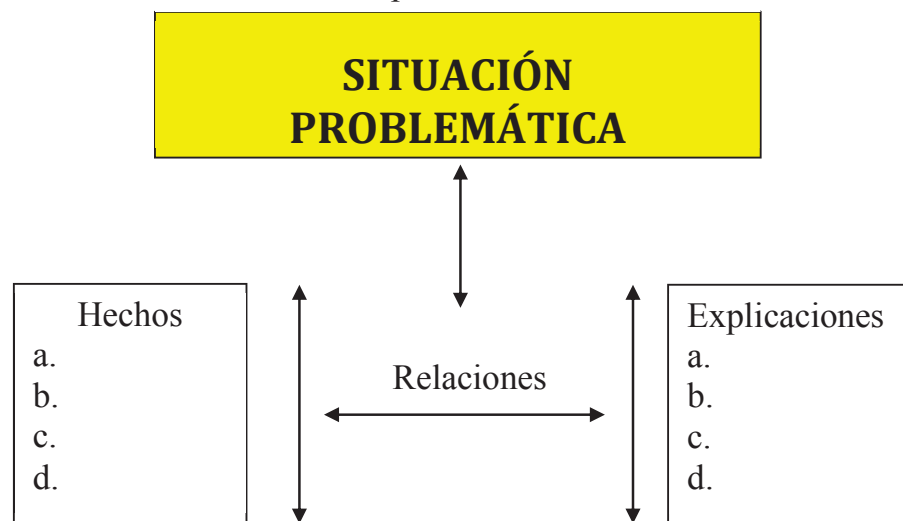 SITUACIÓN
PROBLEMÁTICA
Hechos
a.
b.
c.
d.
Relaciones
Explicaciones
a.
b.
c.
d.